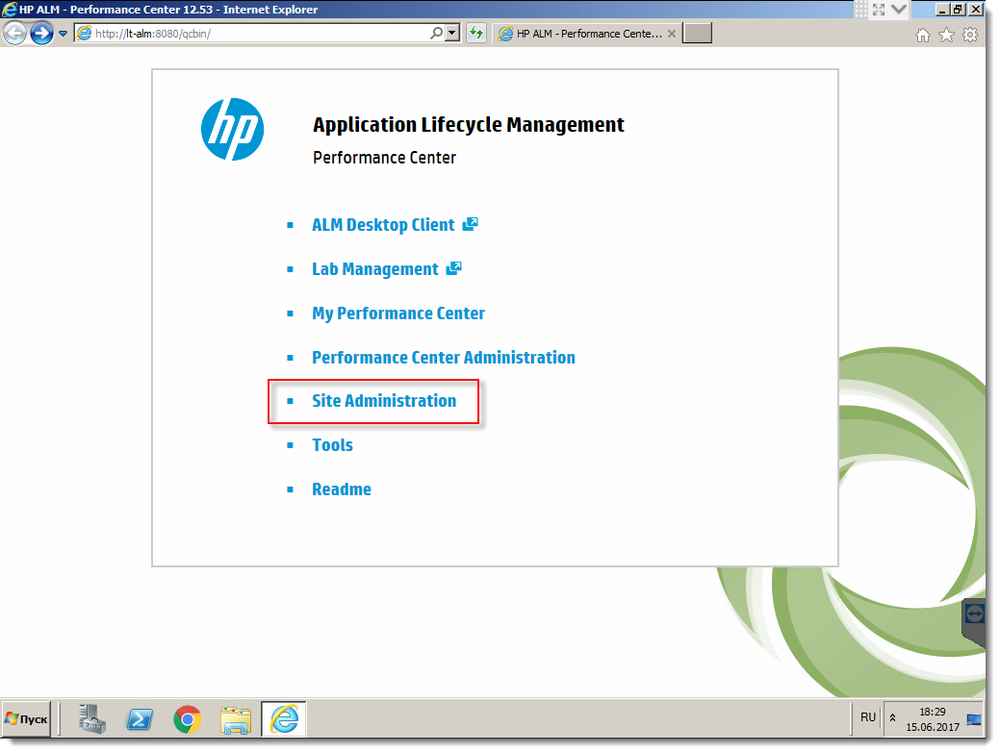 HP ALM - Performance Center 12.53 - Internet Explorer
http://lt-alm:8080/qcbin/
HP ALM - Performance Cente...
hp
Application Lifecycle Management
Performance Center
ALM Desktop Client
Lab Management
My Performance Center
Performance Center Administration
Site Administration
Tools
Readme
Пуск
RU
18:29
15.06.2017